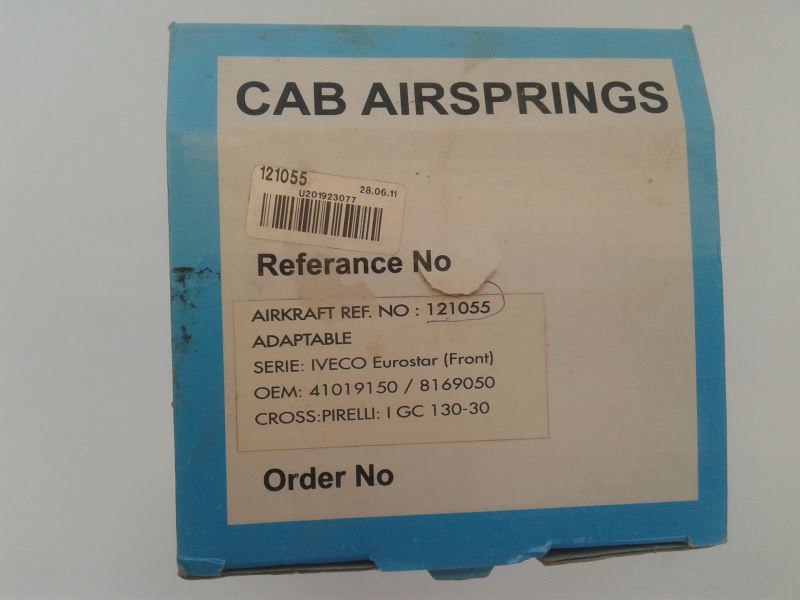 CAB AIRSPRINGS
121055
28.06.11
U201923077
Referance No
AIRKRAFT REF. NO : 121055
ADAPTABLE
SERIE: IVECO Eurostar (Front)
OEM: 41019150 / 8169050
CROSS:PIRELLI: I GC 130-30
Order No